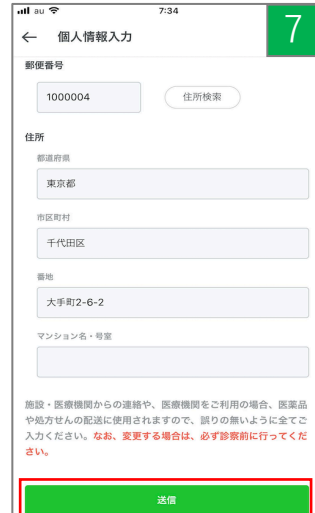 au 7:34
← 個人情報入力
7
郵便番号
1000004 住所検索
住所
都道府県
東京都
市区町村
千代田区
番地
大手町2-6-2
マンション名・号室
施設・医療機関からの連絡や、医療機関をご利用の場合、医薬品
や処方せんの配送に使用されますので、誤りの無いように全てご
入力ください。なお、変更する場合は、必ず診察前に行ってくだ
さい。
送信